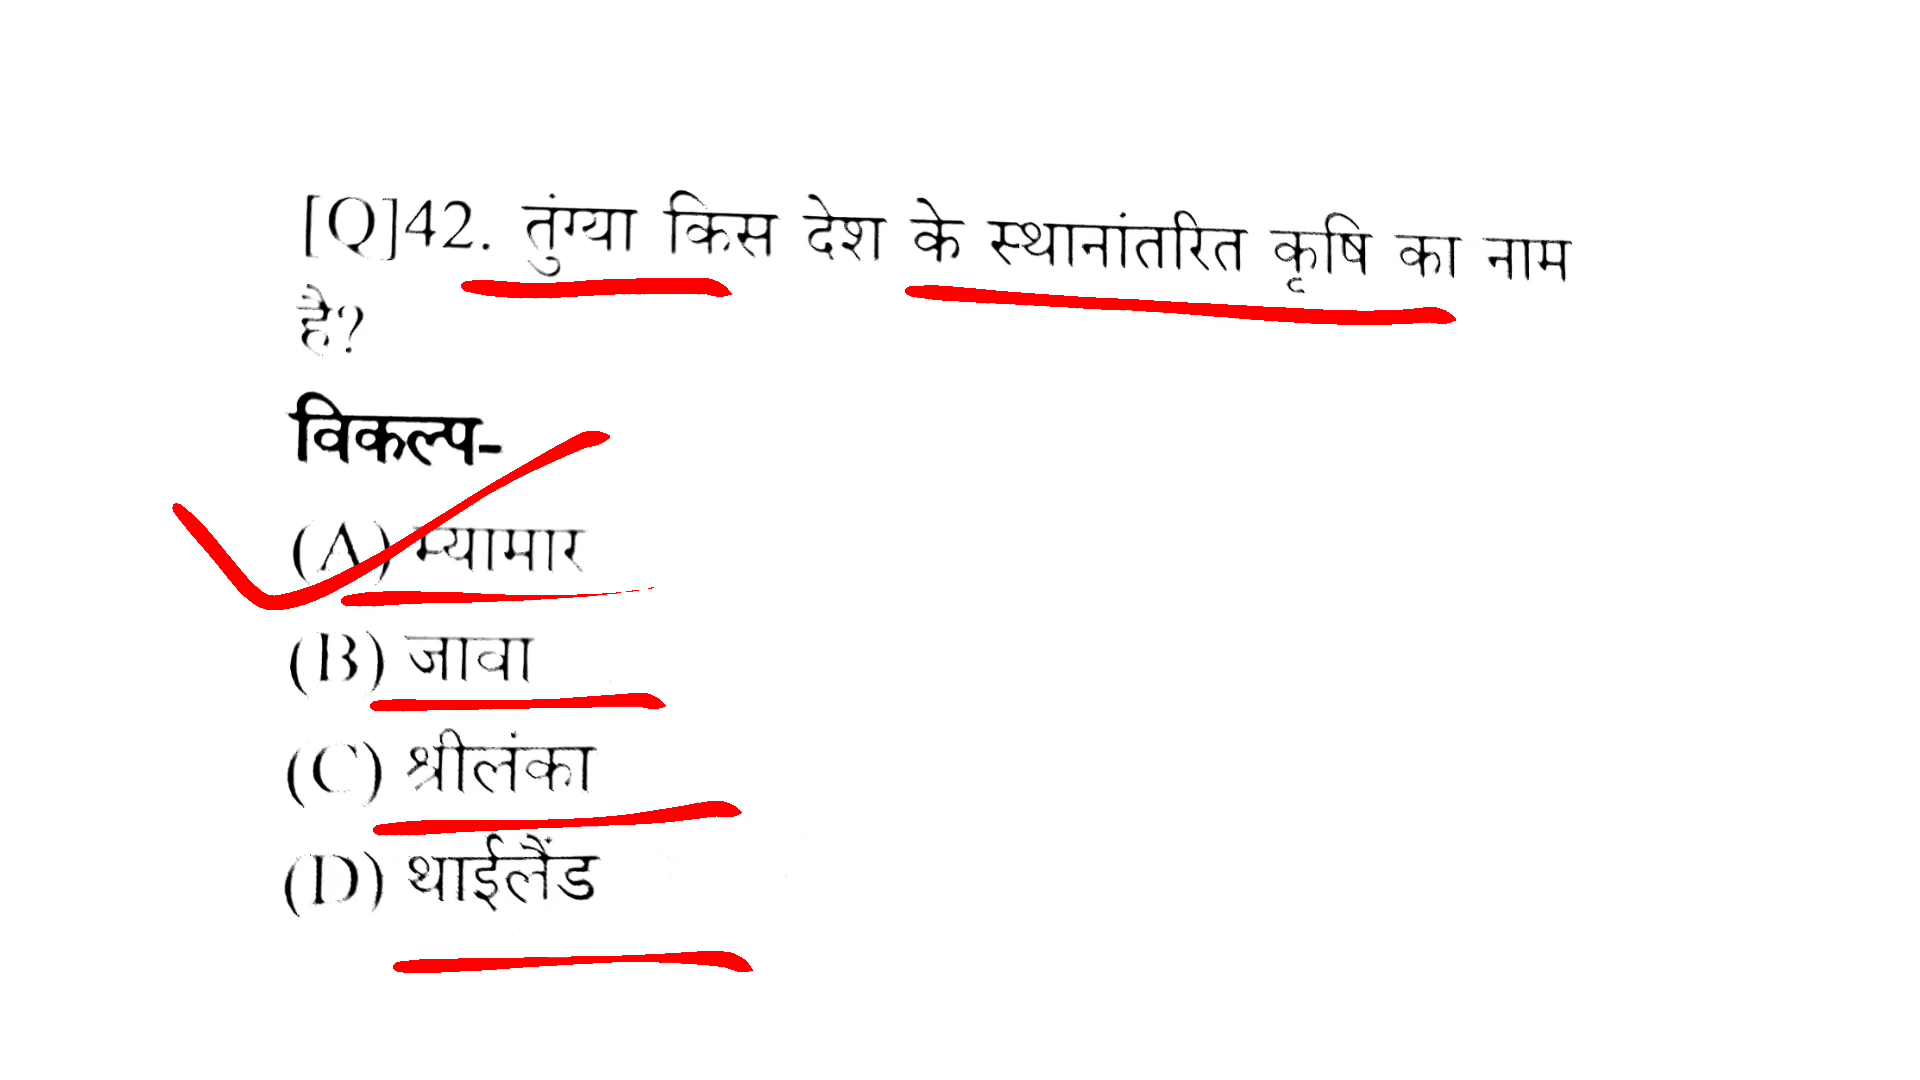 [Q]42. तुंग्या किस देश के स्थानांतरित कृषि का नाम
है?
विकल्प-
(A) म्यामार
(B) जावा
(C) श्रीलंका
(D) थाईलैंड